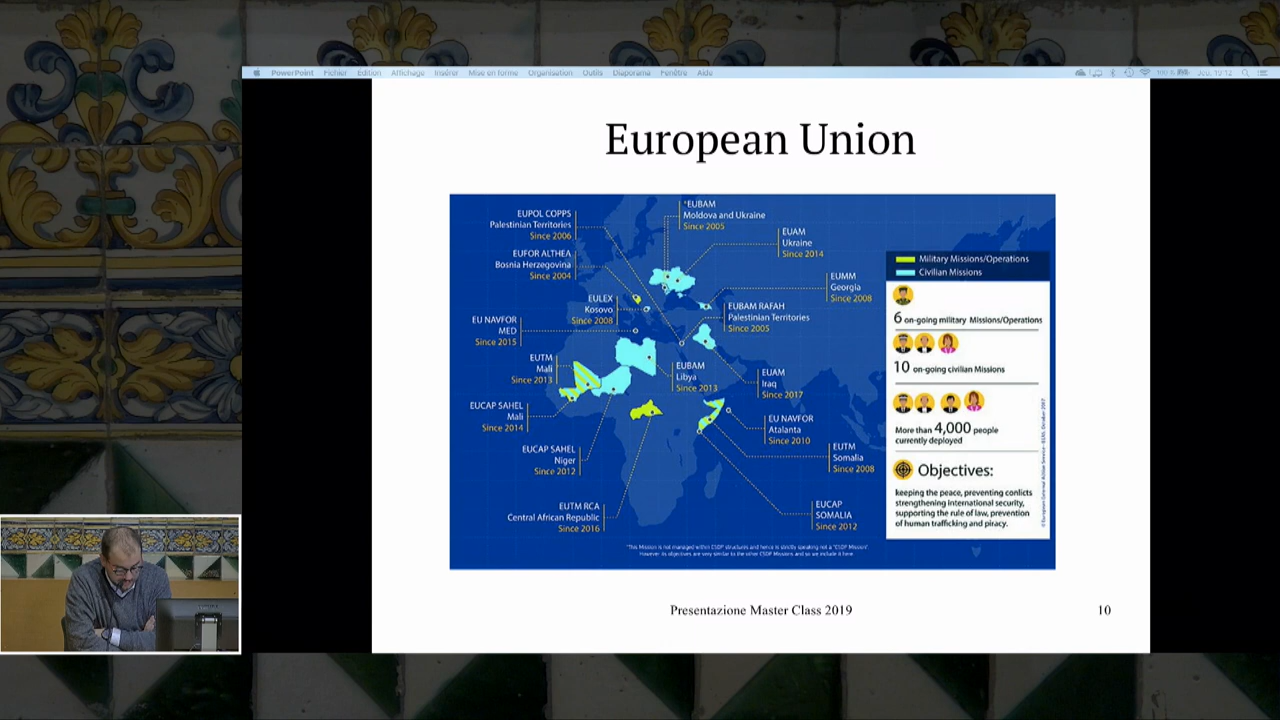 PowerPoint Fichier Edition Affichage Insérer Mise en forme Organisation Outils Diaporama Fenêtre Aide
European Union
EUPOL COPPS
Palestinian Territories
Since 2006
EUFOR ALTHEA
Bosnia Herzegovina
Since 2004
EULEX
Kosovo
Since 2008
EU NAVFOR
MED
Since 2015
EUTM
Mali
Since 2013
EUCAP SAHEL
Mali
Since 2014
EUCAP SAHEL
Niger
Since 2012
EUTM RCA
Central African Republic
Since 2016
*EUBAM
Moldova and Ukraine
Since 2005
EUAM
Ukraine
Since 2014
EUMM
Georgia
Since 2008
EUBAM RAFAH
Palestinian Territories
Since 2005
EUBAM
Libya
Since 2013
EUAM
Iraq
Since 2017
EU NAVFOR
Atalanta
Since 2010
EUTM
Somalia
Since 2008
EUCAP
SOMALIA
Since 2012
*This Mission is not managed within CSDP structures and hence is strictly speaking not a "CSDP Mission".
However its objectives are very similar to the other CSDP Missions and so we include it here
Military Missions/Operations
Civilian Missions
6 on-going military Missions/Operations
10 on-going civilian Missions
More than 4,000 people
currently deployed
Objectives:
keeping the peace, preventing conlicts
strengthening international security,
supporting the rule of law, prevention
of human trafficking and piracy.
© European External Action Service - EEAS, October 2017
Presentazione Master Class 2019
10